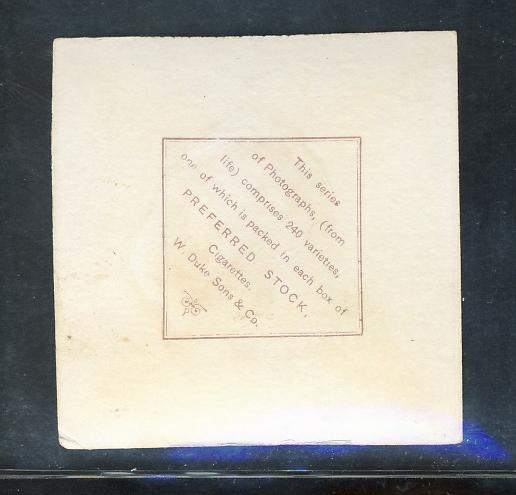 This series
of Photographs, (from
life) comprises 240 varieties,
one of which is packed in each box of
PREFERRED STOCK,
Cigarettes.
W. Duke Sons & Co.